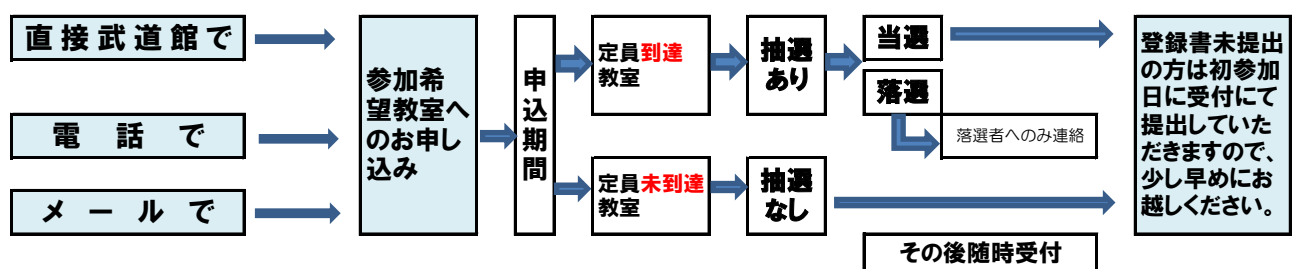 直接武道館で
電話で
メールで
参加希
望教室へ
のお申し
込み
申
込
期
間
定員到達
教室
定員未到達
教室
抽選
あり
抽選
なし
当選
落選
落選者へのみ連絡
その後随時受付
登録書未提出
の方は初参加
日に受付にて
提出していた
だきますので、
少し早めにお
越しください。